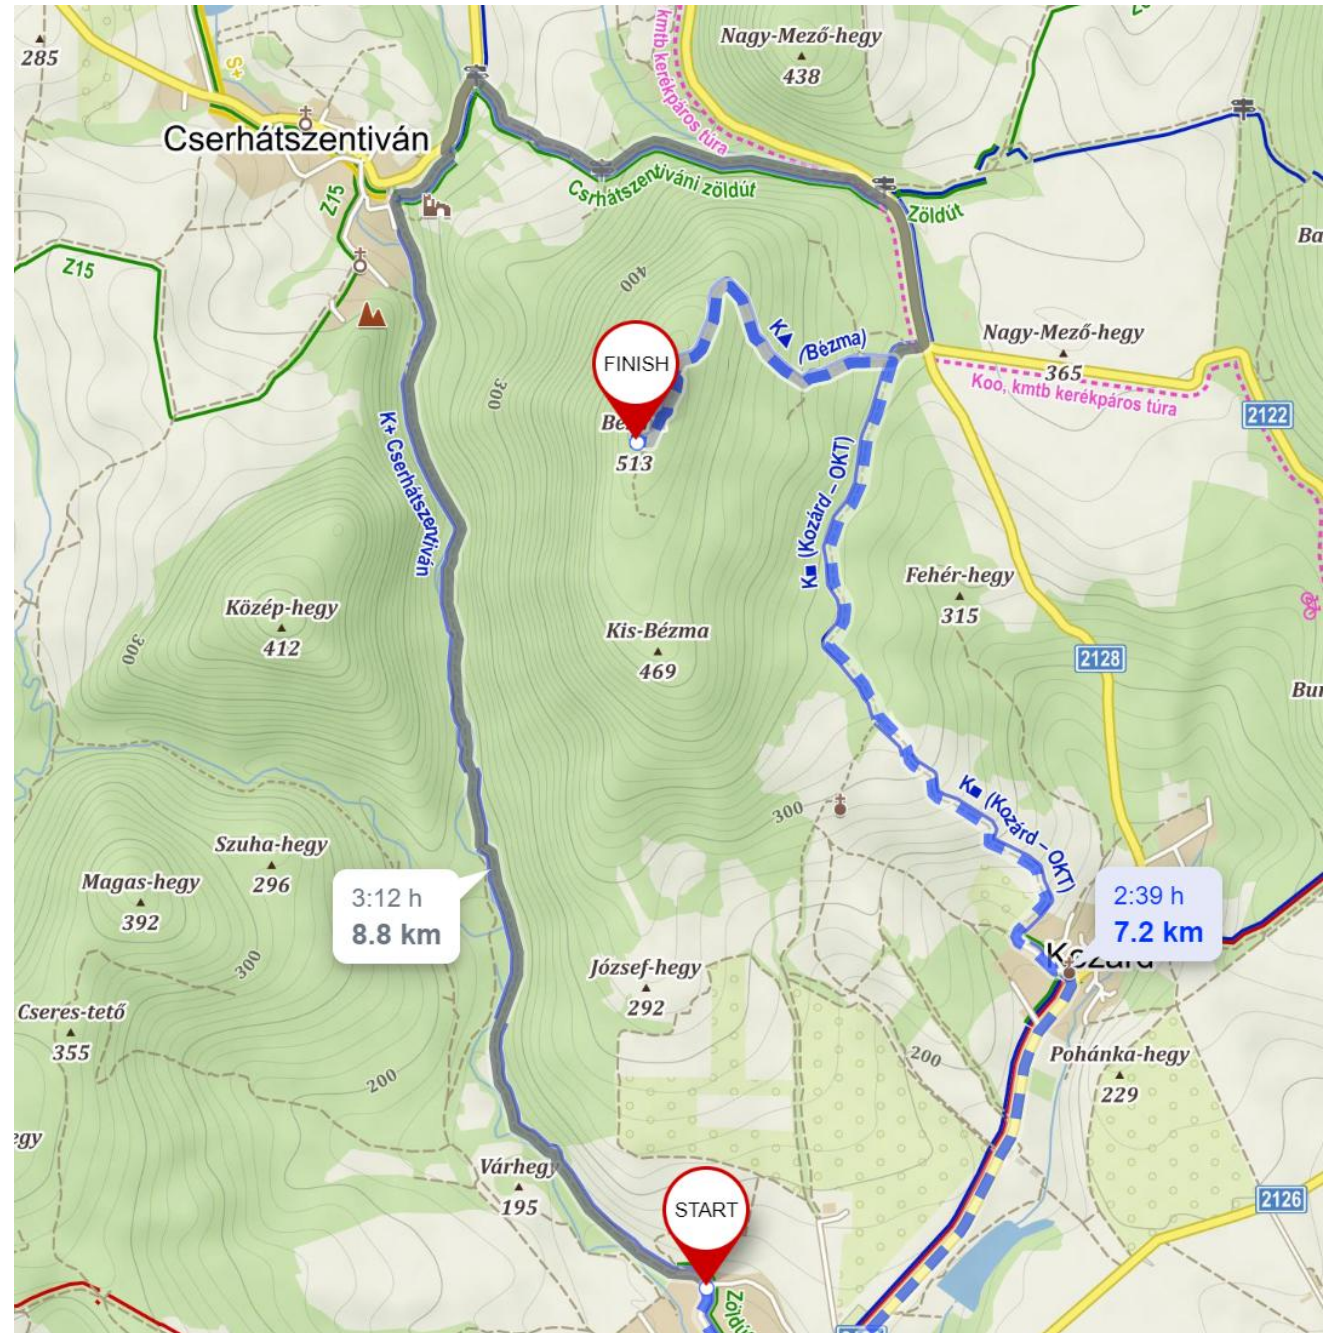 Nagy-Mező-hegy
438
285
S+
kmtb kerékpáros túra
Cserhátszentiván
Csrhátszentiváni zöldút
Z15
Zöldút
Z15
400
Nagy-Mező-hegy
365
K▲ (Bézma)
FINISH
Koo, kmtb kerékpáros túra
2122
300
513
K+ Cserhátszentiván
K■ (Kozárd – OKT)
Fehér-hegy
315
Közép-hegy
412
300
Kis-Bézma
469
2128
K■ (Kozárd – OKT)
300
Szuha-hegy
296
Magas-hegy
392
3:12 h
8.8 km
2:39 h
7.2 km
Kozárd
300
József-hegy
292
Cseres-tető
355
200
200
Pohánka-hegy
229
Várhegy
195
START
2126